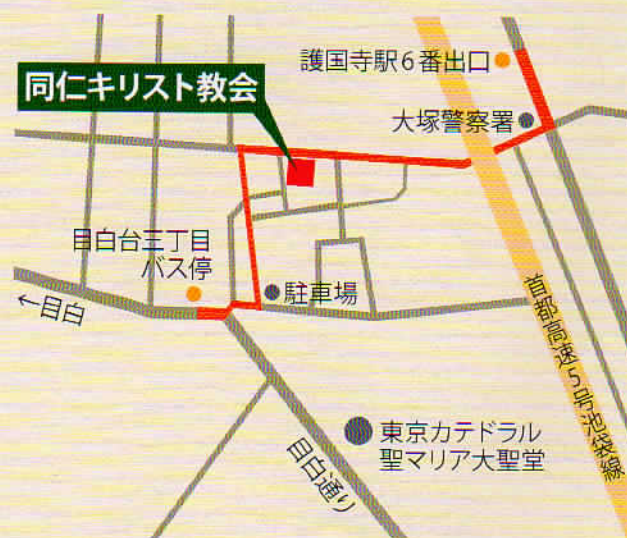 護国寺駅6番出口
同仁キリスト教会
大塚警察署
目白台三丁目
バス停
駐車場
←目白
首都高速5号池袋線
東京カテドラル
聖マリア大聖堂
目白通り